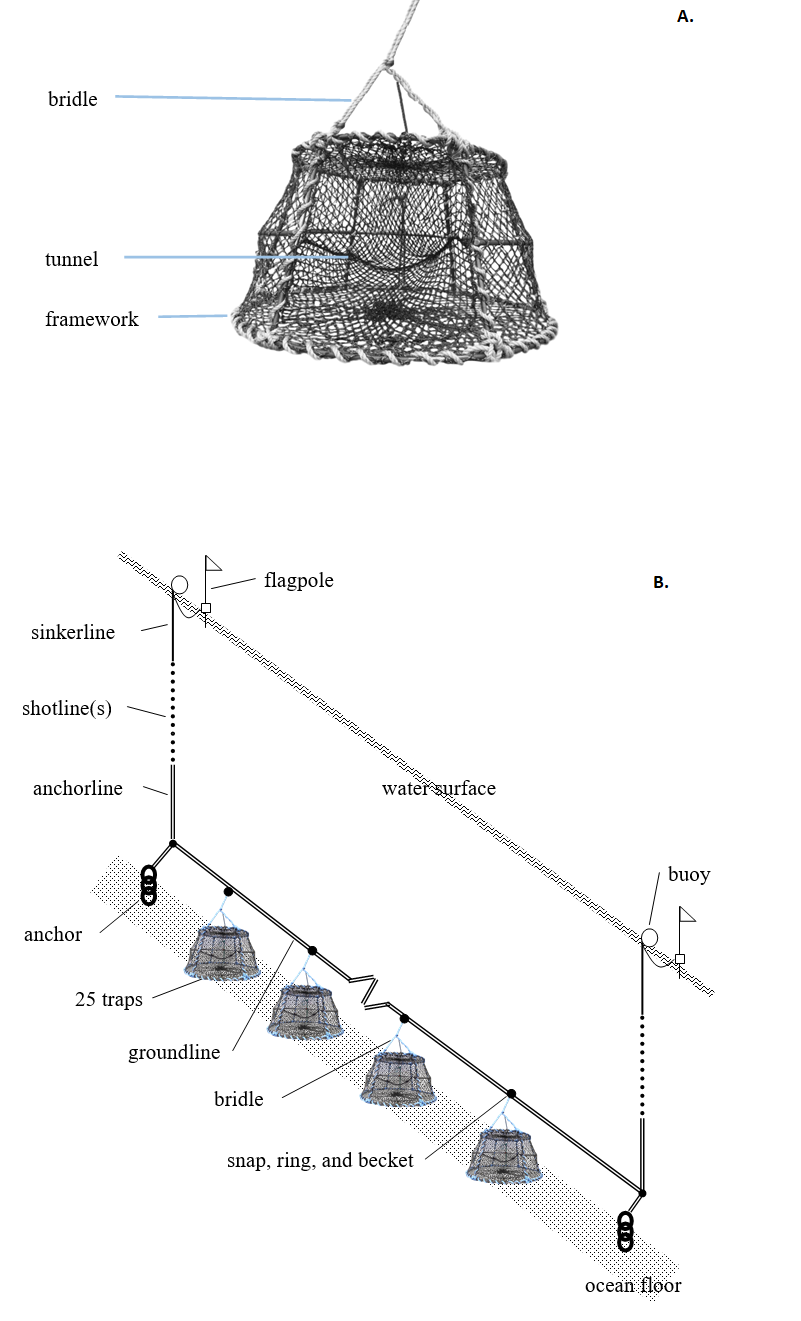 A.
bridle
tunnel
framework
B.
flagpole
sinkerline
shotline(s)
anchorline
water surface
buoy
anchor
25 traps
groundline
bridle
snap, ring, and becket
ocean floor